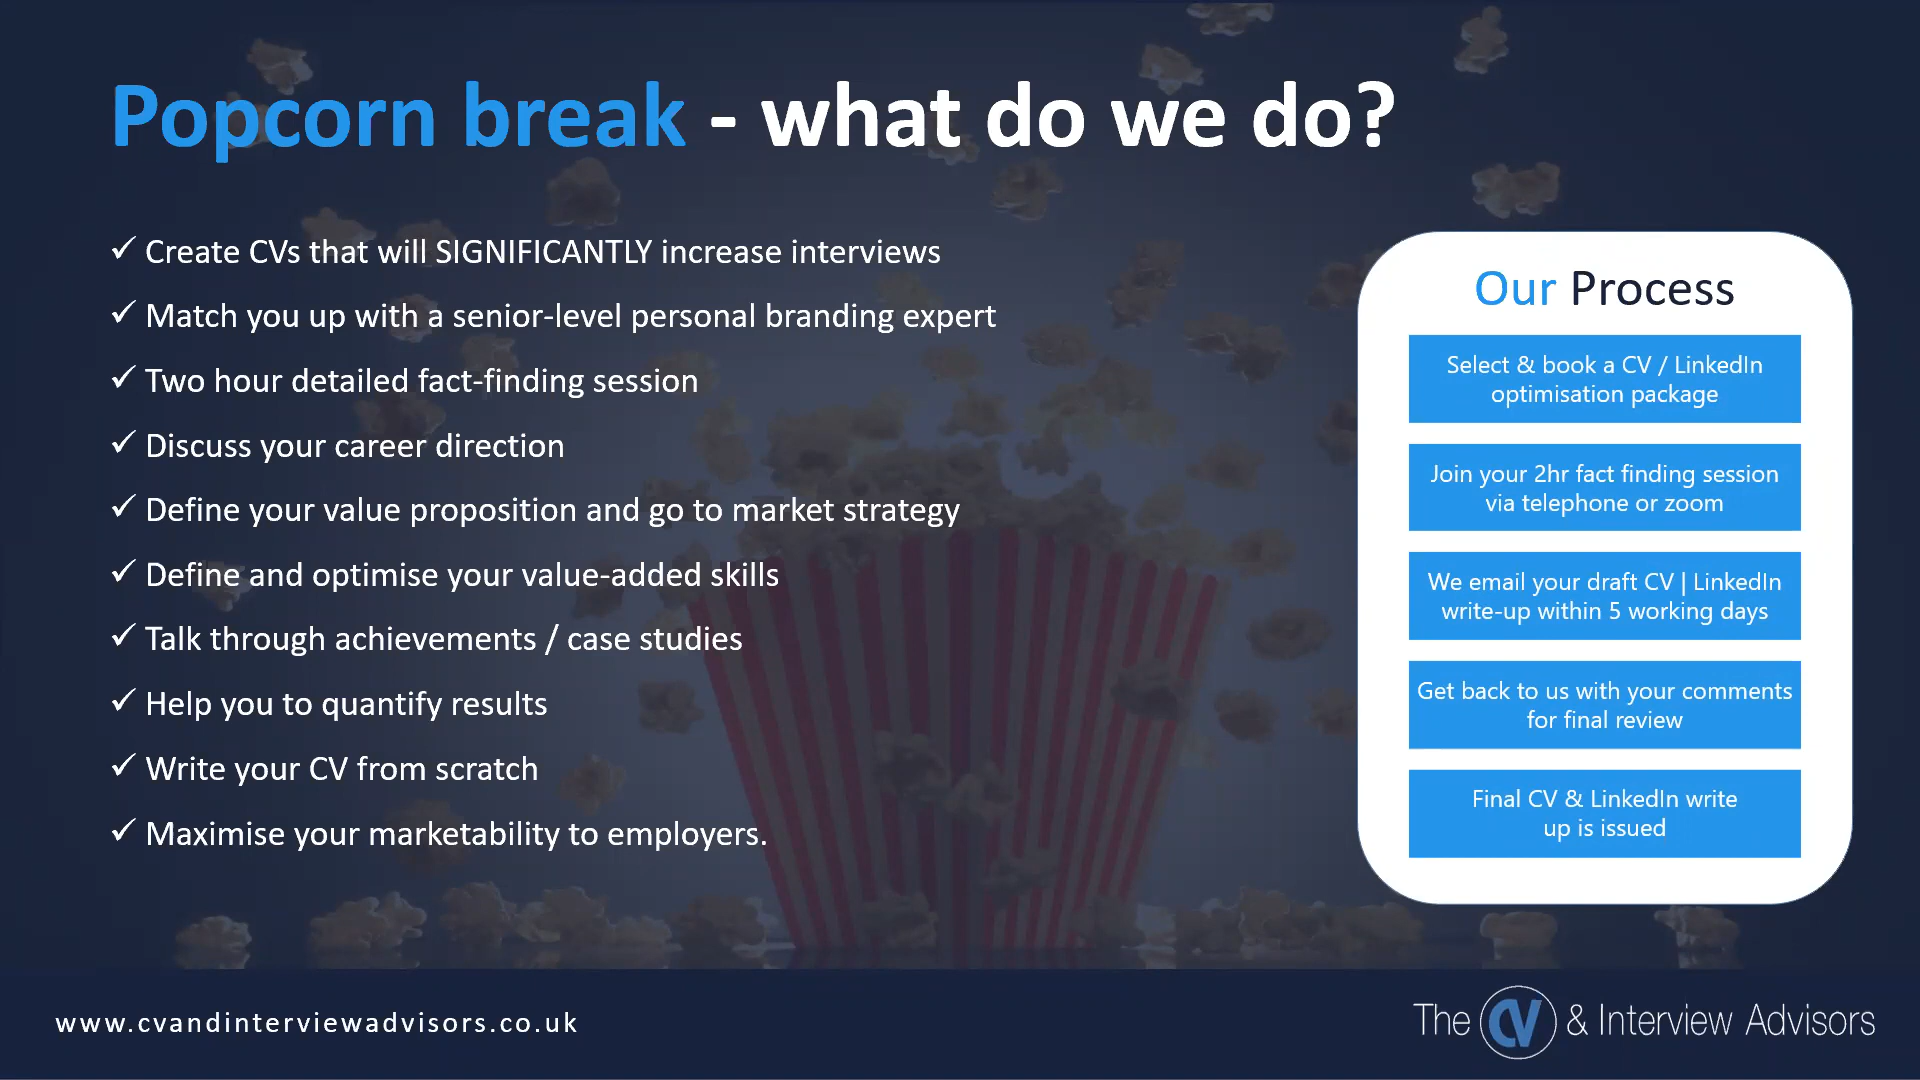 Popcorn break - what do we do?
✓ Create CVs that will SIGNIFICANTLY increase interviews
✓ Match you up with a senior-level personal branding expert
✓ Two hour detailed fact-finding session
✓ Discuss your career direction
✓ Define your value proposition and go to market strategy
✓ Define and optimise your value-added skills
✓ Talk through achievements / case studies
✓ Help you to quantify results
✓ Write your CV from scratch
✓ Maximise your marketability to employers.
Our Process
Select & book a CV / LinkedIn
optimisation package
Join your 2hr fact finding session
via telephone or zoom
We email your draft CV | LinkedIn
write-up within 5 working days
Get back to us with your comments
for final review
Final CV & LinkedIn write
up is issued
www.cvandinterviewadvisors.co.uk
The CV & Interview Advisors